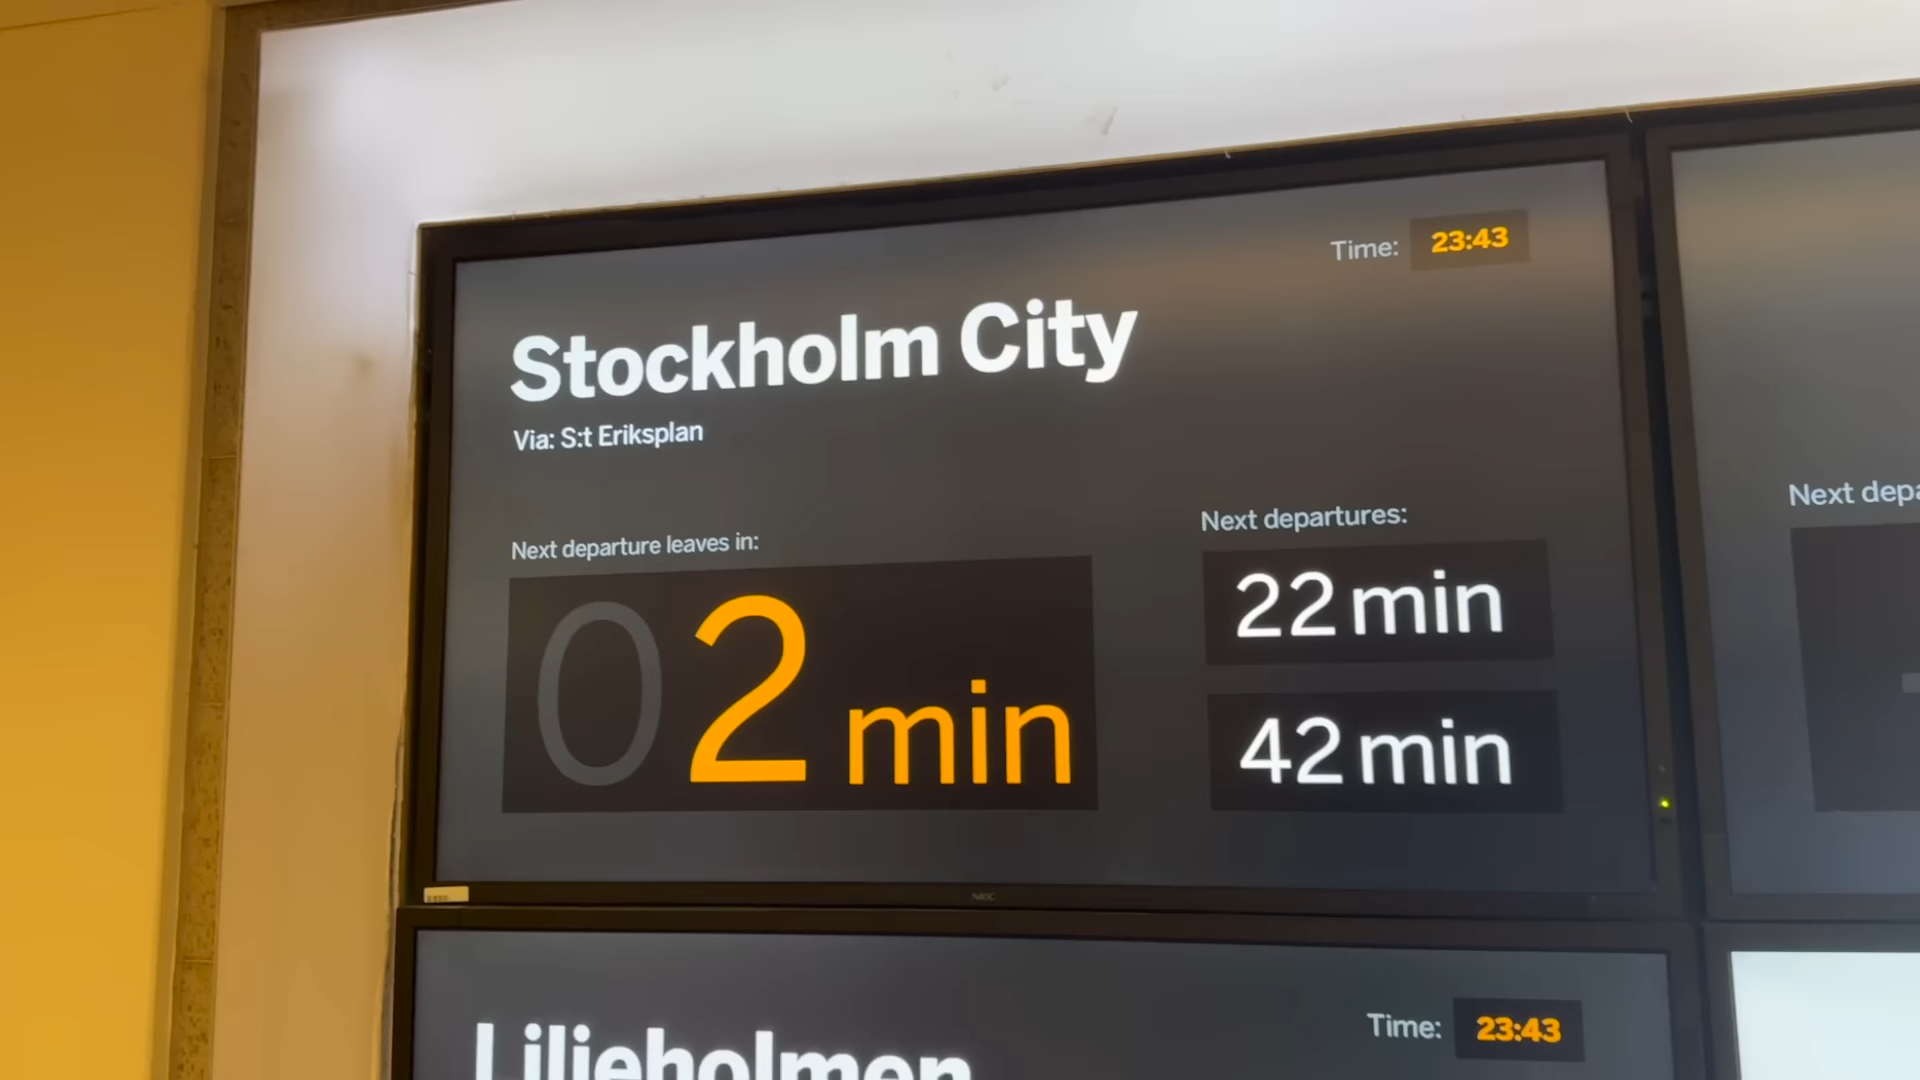 Time: 23:43
Stockholm City
Via: S:t Eriksplan
Next departure leaves in:
02 min
Next departures:
22 min
42 min
Next depa
NEC
Liljeholmen
Time: 23:43